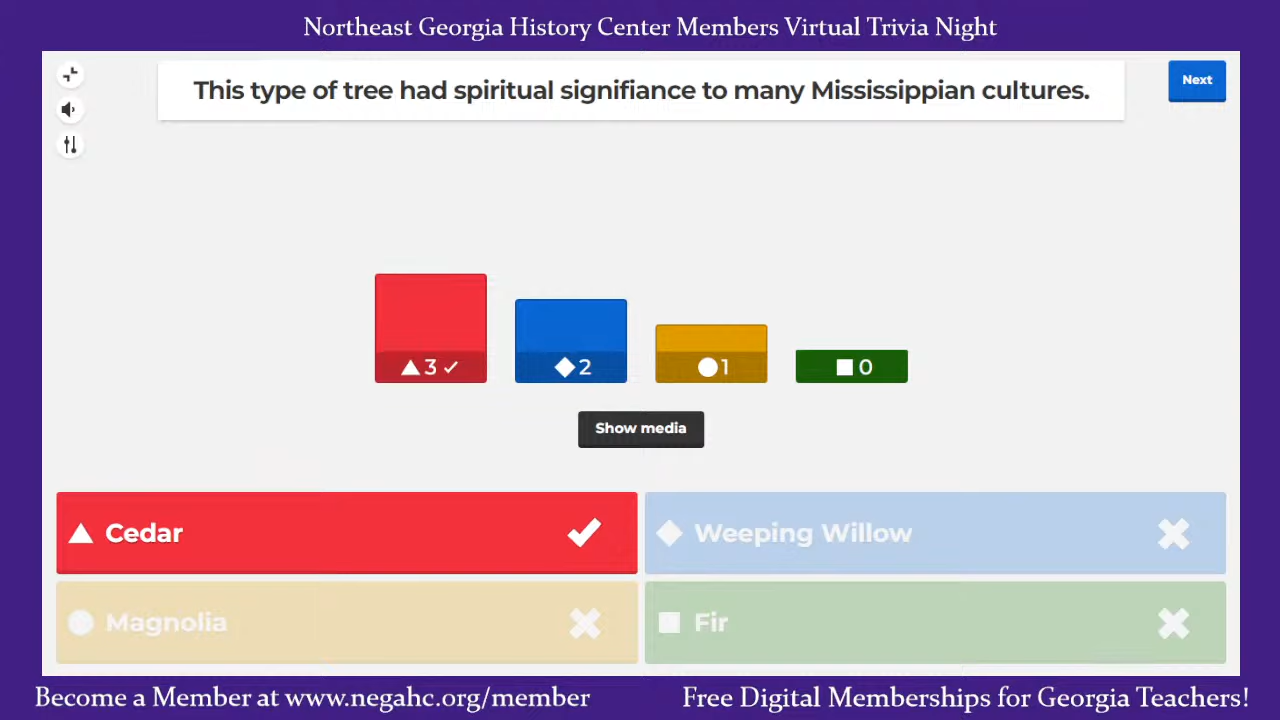 Northeast Georgia History Center Members Virtual Trivia Night
This type of tree had spiritual signifiance to many Mississippian cultures.
Next
3
2
1
0
Show media
Cedar
Weeping Willow
Magnolia
Fir
Become a Member at www.negahc.org/member
Free Digital Memberships for Georgia Teachers!